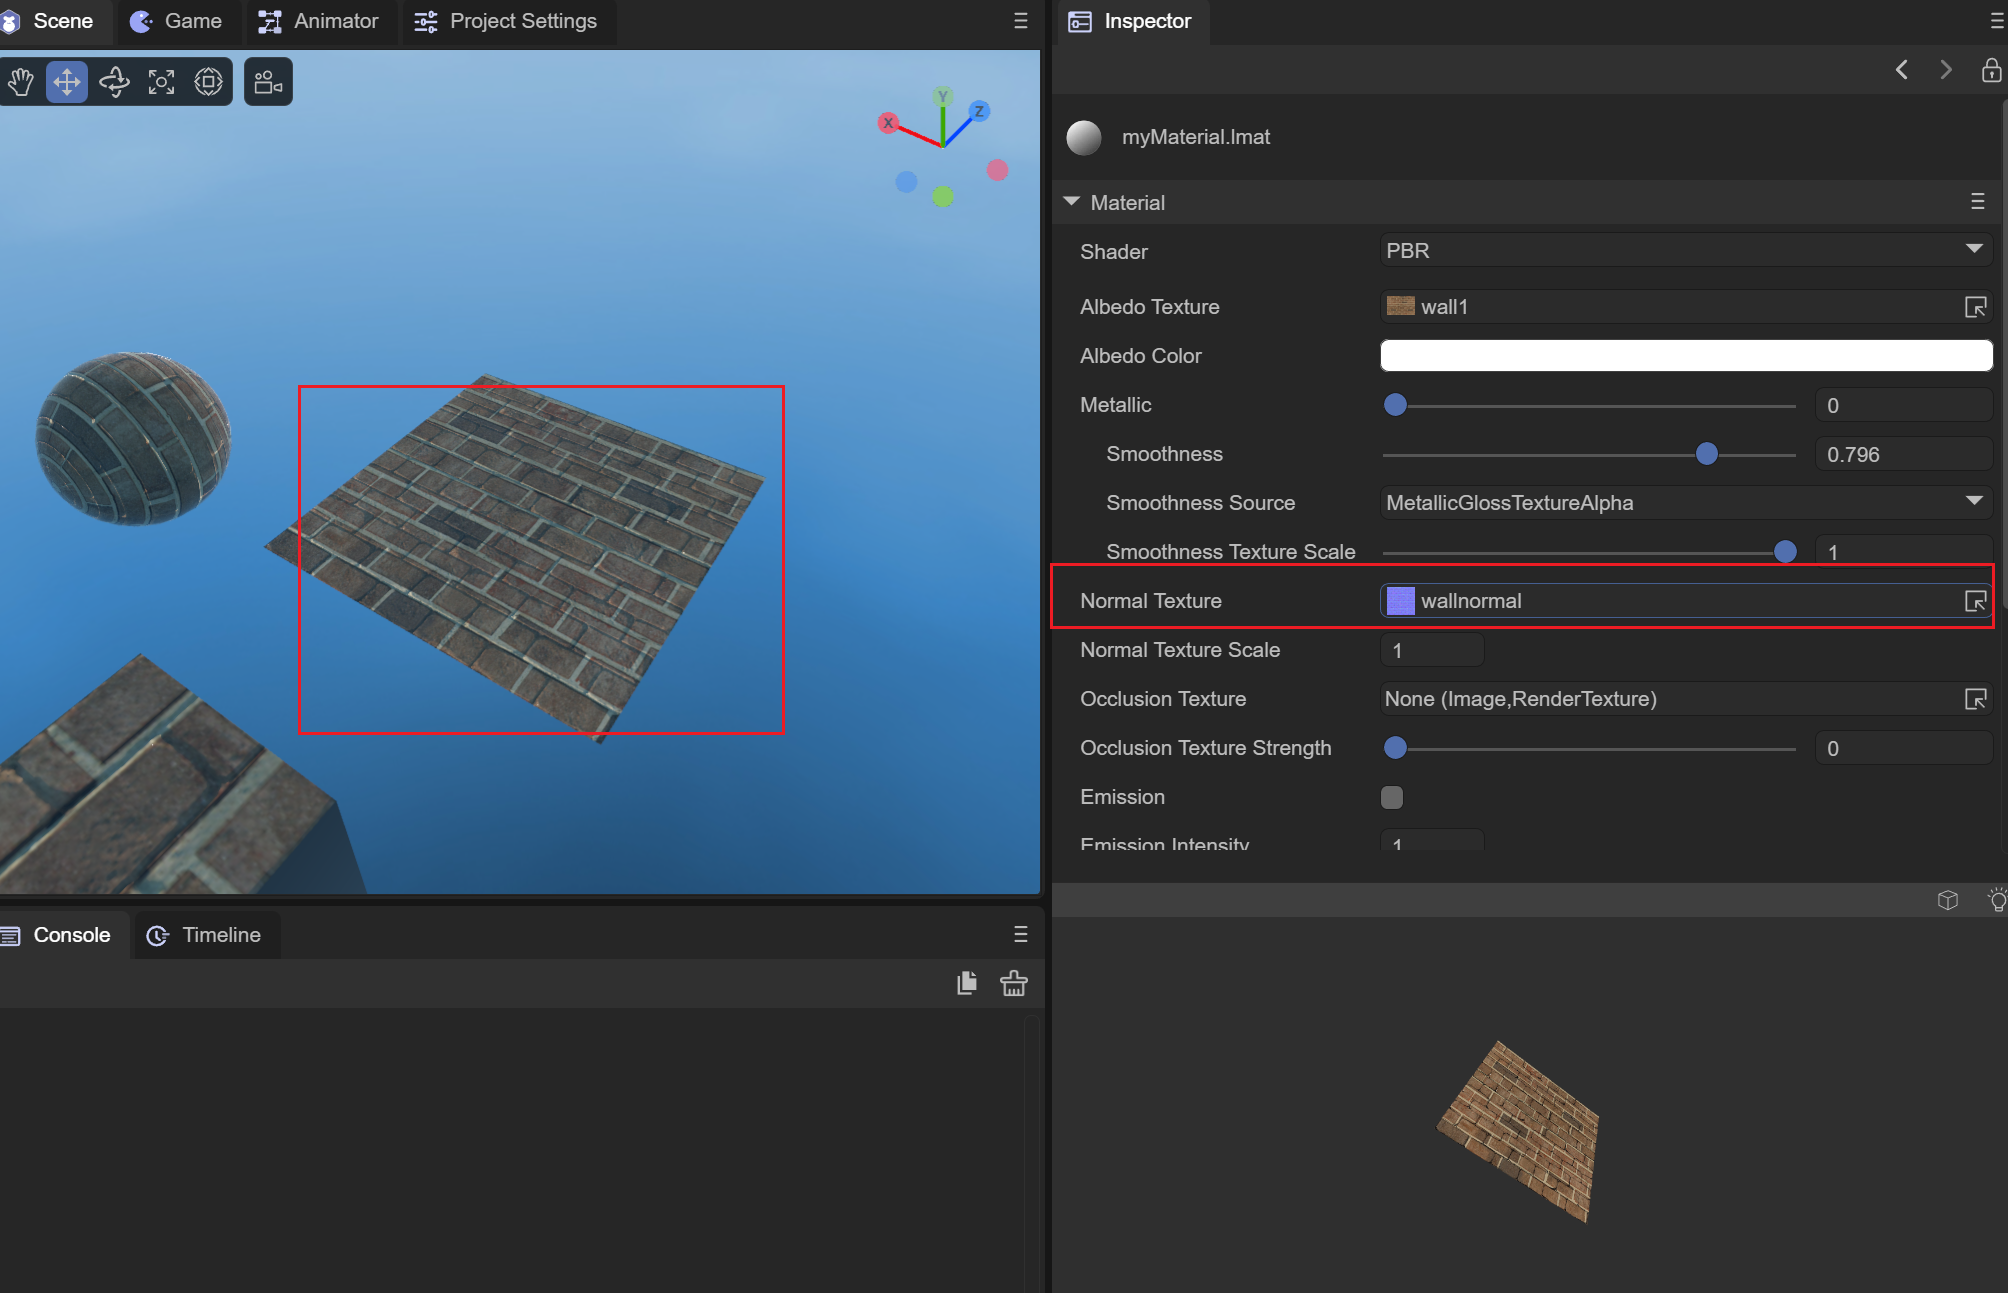 Scene Game Animator Project Settings
Inspector
Y
X
Z
myMaterial.lmat
Material
Shader PBR
Albedo Texture wall1
Albedo Color
Metallic 0
Smoothness 0.796
Smoothness Source MetallicGlossTextureAlpha
Smoothness Texture Scale 1
Normal Texture wallnormal
Normal Texture Scale 1
Occlusion Texture None (Image,RenderTexture)
Occlusion Texture Strength 0
Emission
Emission Intensity 1
Console Timeline